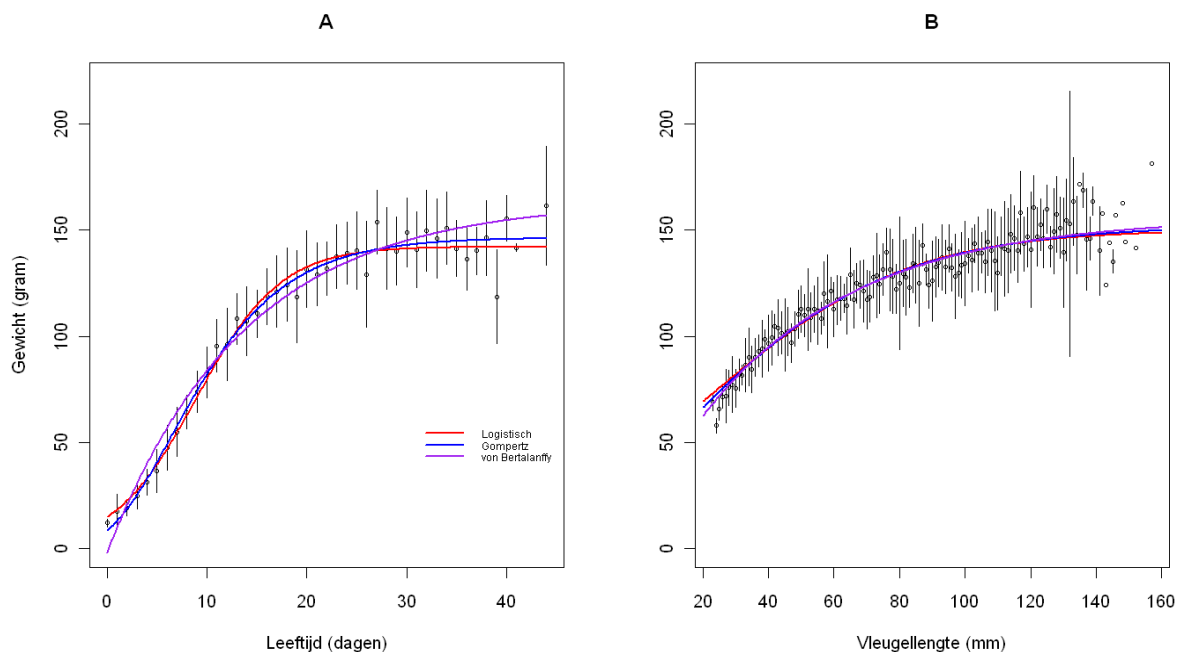 A
B
Gewicht (gram)
200
150
100
50
0
0 10 20 30 40
Leeftijd (dagen)
Logistisch
Gompertz
von Bertalanffy
200
150
100
50
0
20 40 60 80 100 120 140 160
Vleugellengte (mm)